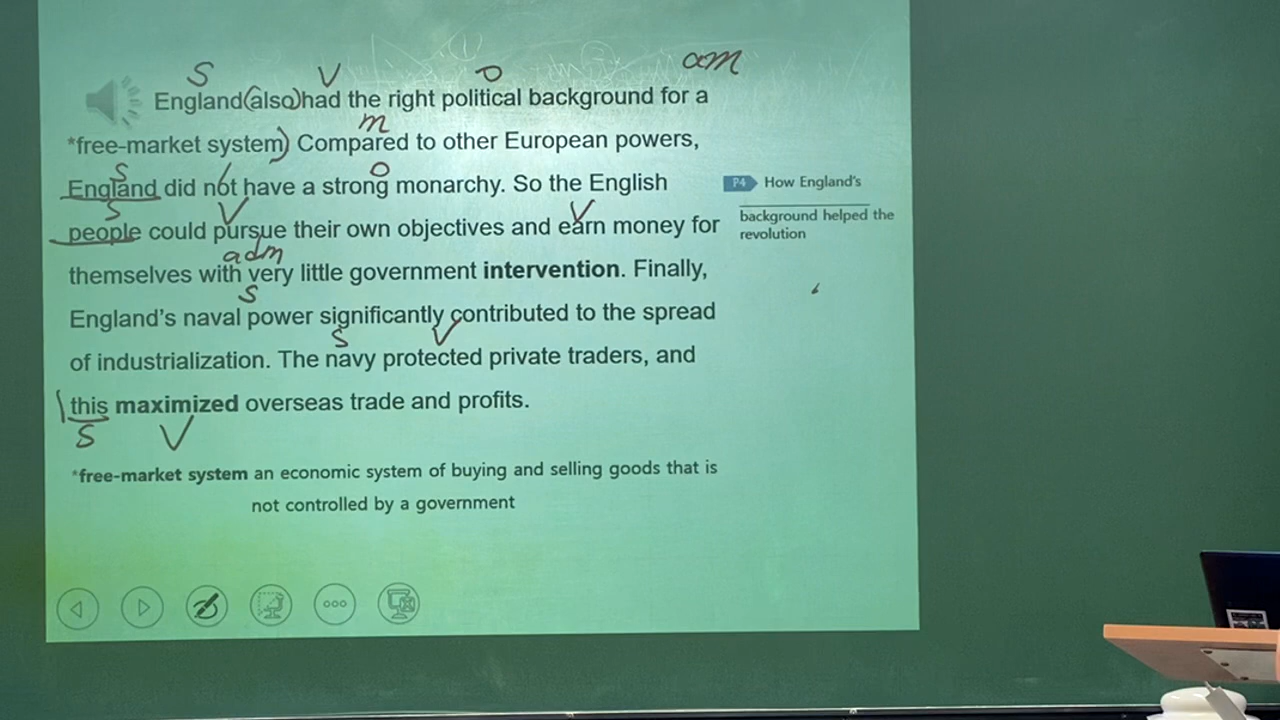 S V O am
England(also)had the right political background for a
m
*free-market system) Compared to other European powers,
S V O
England did not have a strong monarchy. So the English
S V V
people could pursue their own objectives and earn money for
adm
themselves with very little government intervention. Finally,
S
England's naval power significantly contributed to the spread
S V
of industrialization. The navy protected private traders, and
this maximized overseas trade and profits.
S V
*free-market system an economic system of buying and selling goods that is
not controlled by a government
P4 How England's
background helped the
revolution